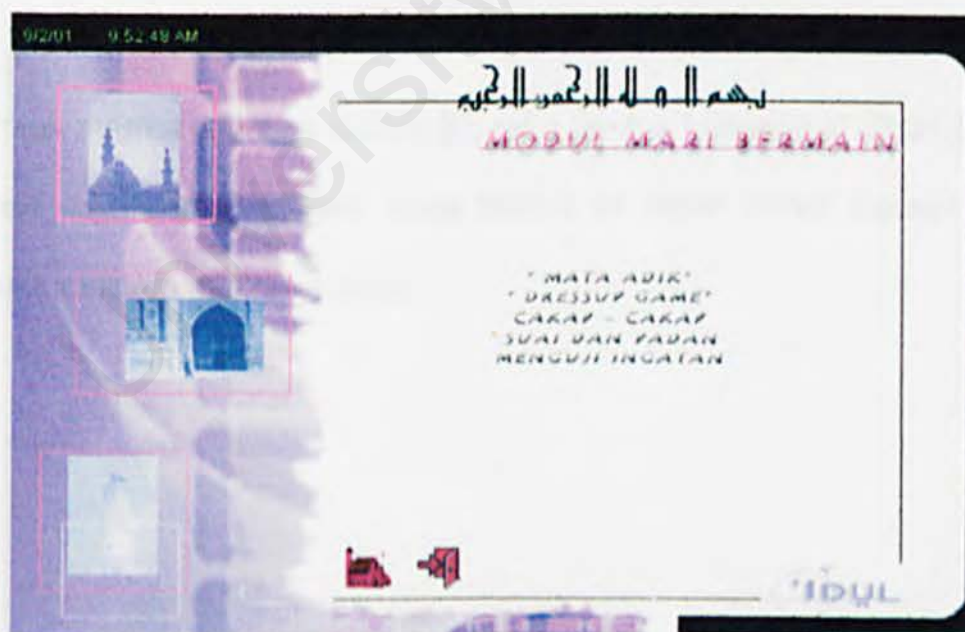 9/2/01 9:52:48 AM
بسم الله الرحمن الرحيم
MODUL MARI BERMAIN
" MATA ADIK"
" DRESSUP GAME"
CAKAP - CAKAP
"SUAI DAN PADAN
MENGUJI INGATAN
'IDUL